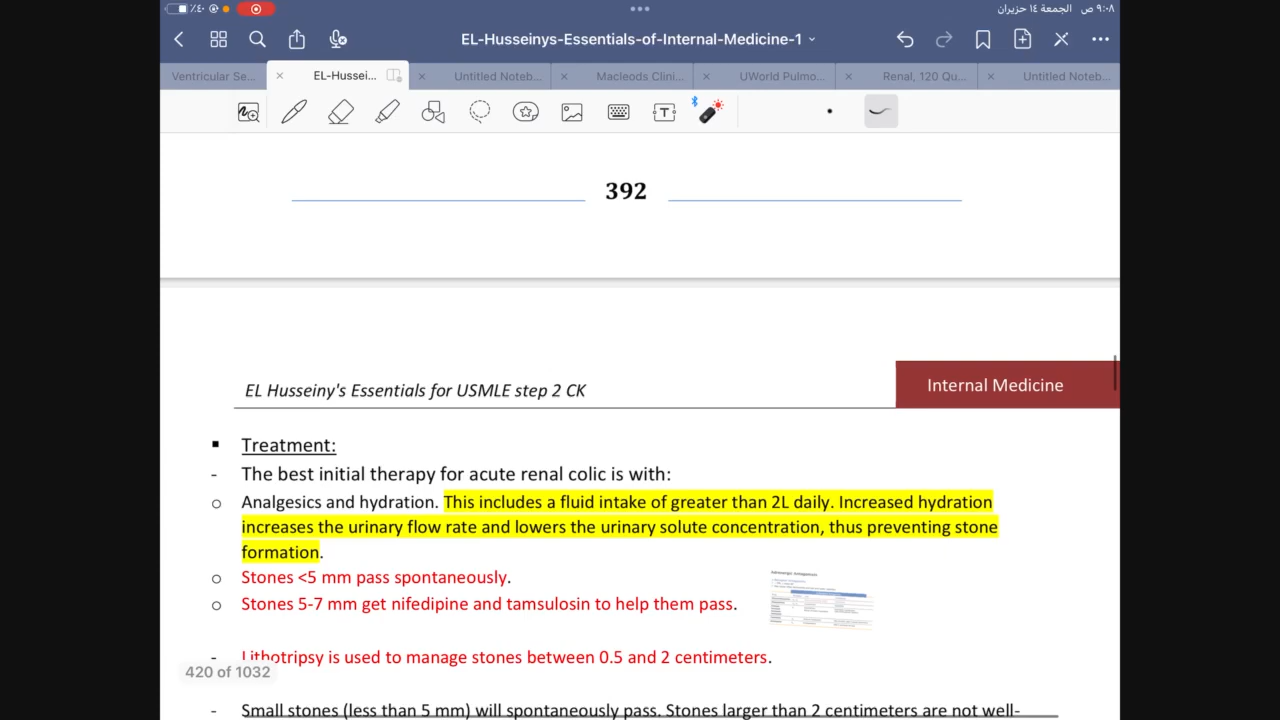 ٪٤٠
٩:٠٨ ص الجمعة ١٤ حزيران
EL-Husseinys-Essentials-of-Internal-Medicine-1
Ventricular Se...
EL-Hussei...
Untitled Noteb...
Macleods Clini...
UWorld Pulmo...
Renal, 120 Qu...
Untitled Noteb...
392
EL Husseiny's Essentials for USMLE step 2 CK
Internal Medicine
▪ Treatment:
- The best initial therapy for acute renal colic is with:
o Analgesics and hydration. This includes a fluid intake of greater than 2L daily. Increased hydration
increases the urinary flow rate and lowers the urinary solute concentration, thus preventing stone
formation.
o Stones <5 mm pass spontaneously.
o Stones 5-7 mm get nifedipine and tamsulosin to help them pass.
- Lithotripsy is used to manage stones between 0.5 and 2 centimeters.
420 of 1032
- Small stones (less than 5 mm) will spontaneously pass. Stones larger than 2 centimeters are not well-